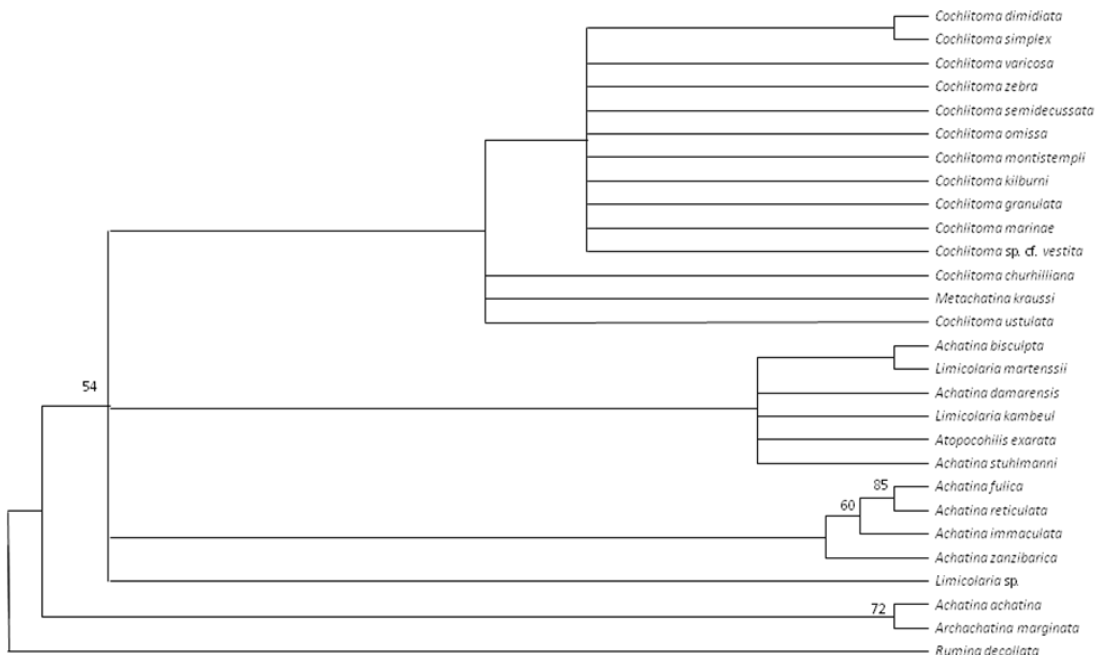 Cochlitoma dimidiata
Cochlitoma simplex
Cochlitoma varicosa
Cochlitoma zebra
Cochlitoma semidecussata
Cochlitoma omissa
Cochlitoma montistempli
Cochlitoma kilburni
Cochlitoma granulata
Cochlitoma marinae
Cochlitoma sp. cf. vestita
Cochlitoma churhilliana
Metachatina kraussi
Cochlitoma ustulata
Achatina bisculpta
Limicolaria martenssii
Achatina damarensis
54
Limicolaria kambeul
Atopocohilis exarata
Achatina stuhlmanni
85
Achatina fulica
60
Achatina reticulata
Achatina immaculata
Achatina zanzibarica
Limicolaria sp.
72
Achatina achatina
Archachatina marginata
Rumina decollata